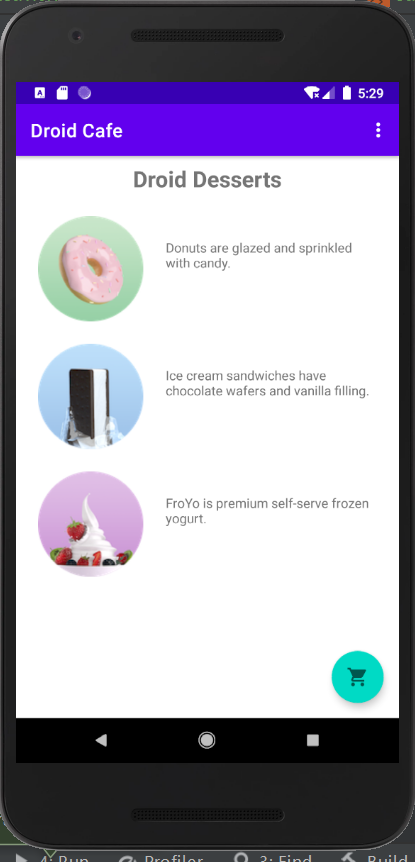 5:29
Droid Cafe
Droid Desserts
Donuts are glazed and sprinkled
with candy.
Ice cream sandwiches have
chocolate wafers and vanilla filling.
FroYo is premium self-serve frozen
yogurt.
4: Run Profiler 3: Find Build